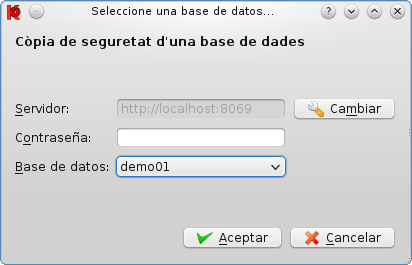 Seleccione una base de datos...
Còpia de seguretat d'una base de dades
Servidor: http://localhost:8069 Cambiar
Contraseña:
Base de datos: demo01
Aceptar Cancelar